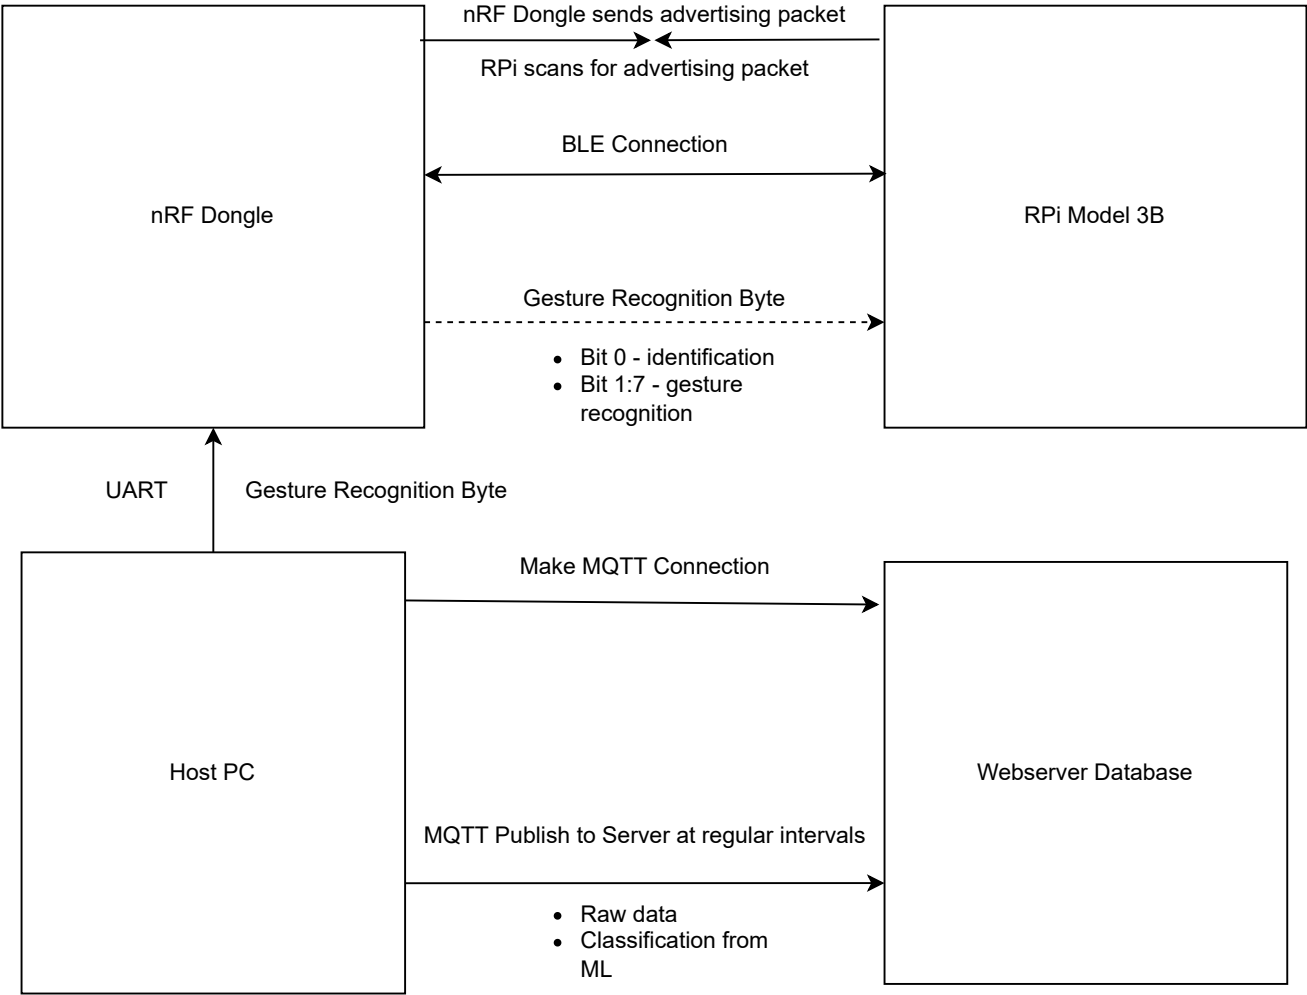 nRF Dongle sends advertising packet
RPi scans for advertising packet
BLE Connection
nRF Dongle
RPi Model 3B
Gesture Recognition Byte
• Bit 0 - identification
• Bit 1:7 - gesture
recognition
UART
Gesture Recognition Byte
Make MQTT Connection
Host PC
Webserver Database
MQTT Publish to Server at regular intervals
• Raw data
• Classification from
ML